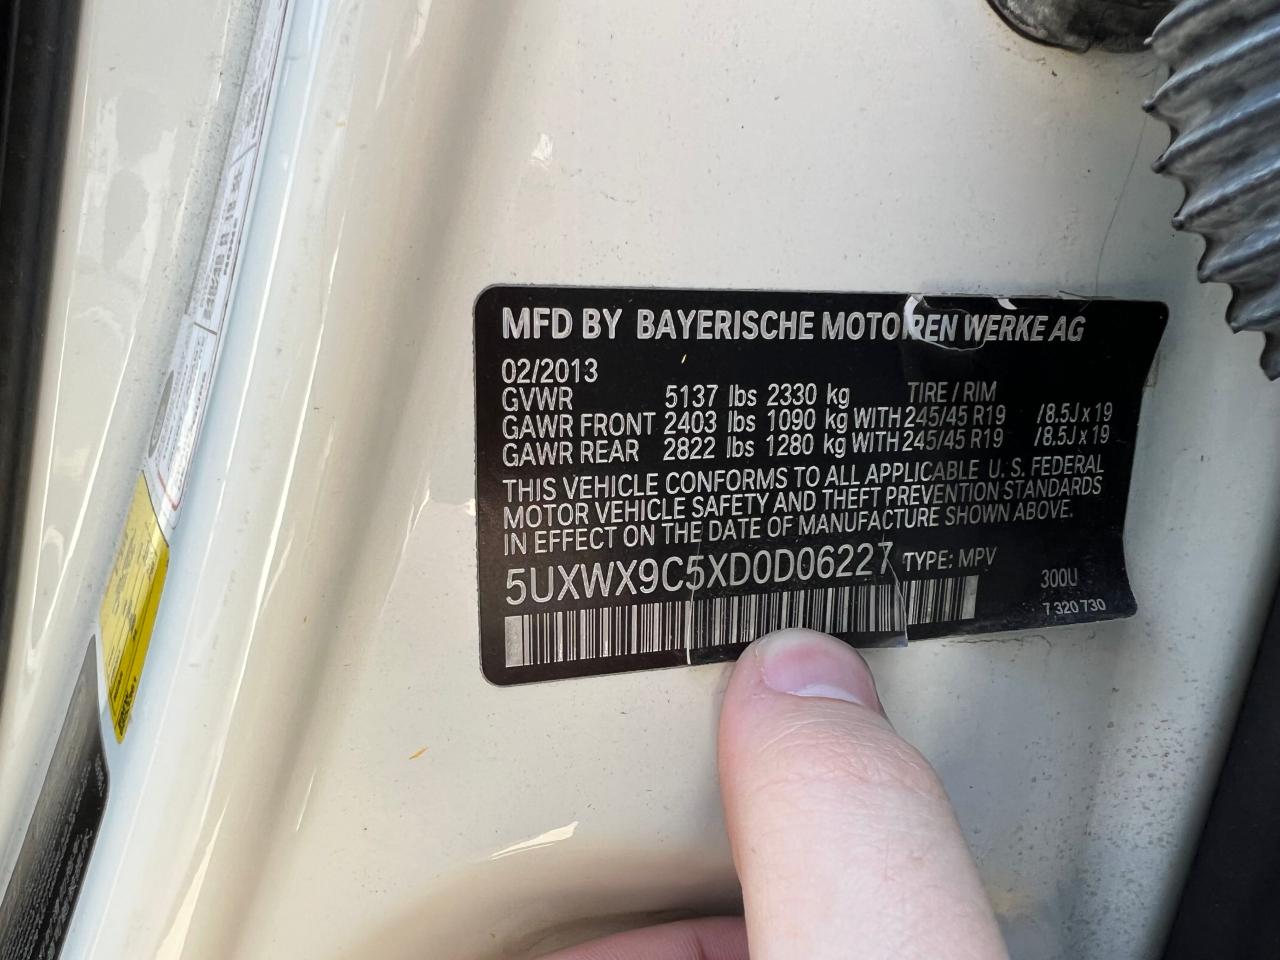 MFD BY BAYERISCHE MOTOREN WERKE AG
02/2013
GVWR 5137 lbs 2330 kg TIRE / RIM
GAWR FRONT 2403 lbs 1090 kg WITH 245/45 R19 /8.5J x 19
GAWR REAR 2822 lbs 1280 kg WITH 245/45 R19 /8.5J x 19
THIS VEHICLE CONFORMS TO ALL APPLICABLE U. S. FEDERAL
MOTOR VEHICLE SAFETY AND THEFT PREVENTION STANDARDS
IN EFFECT ON THE DATE OF MANUFACTURE SHOWN ABOVE.
5UXWX9C5XD0D06227 TYPE: MPV
300U
7 320 730